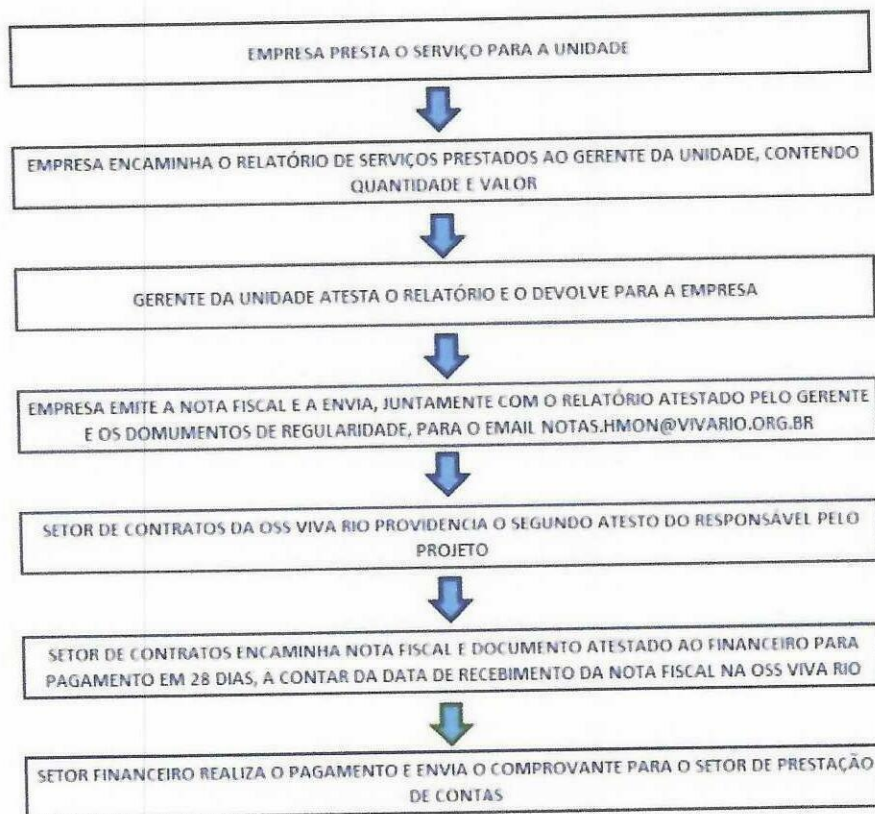 EMPRESA PRESTA O SERVIÇO PARA A UNIDADE
EMPRESA ENCAMINHA O RELATÓRIO DE SERVIÇOS PRESTADOS AO GERENTE DA UNIDADE, CONTENDO
QUANTIDADE E VALOR
GERENTE DA UNIDADE ATESTA O RELATÓRIO E O DEVOLVE PARA A EMPRESA
EMPRESA EMITE A NOTA FISCAL E A ENVIA, JUNTAMENTE COM O RELATÓRIO ATESTADO PELO GERENTE
E OS DOMUMENTOS DE REGULARIDADE, PARA O EMAIL NOTAS.HMON@VIVARIO.ORG.BR
SETOR DE CONTRATOS DA OSS VIVA RIO PROVIDENCIA O SEGUNDO ATESTO DO RESPONSÁVEL PELO
PROJETO
SETOR DE CONTRATOS ENCAMINHA NOTA FISCAL E DOCUMENTO ATESTADO AO FINANCEIRO PARA
PAGAMENTO EM 28 DIAS, A CONTAR DA DATA DE RECEBIMENTO DA NOTA FISCAL NA OSS VIVA RIO
SETOR FINANCEIRO REALIZA O PAGAMENTO E ENVIA O COMPROVANTE PARA O SETOR DE PRESTAÇÃO
DE CONTAS